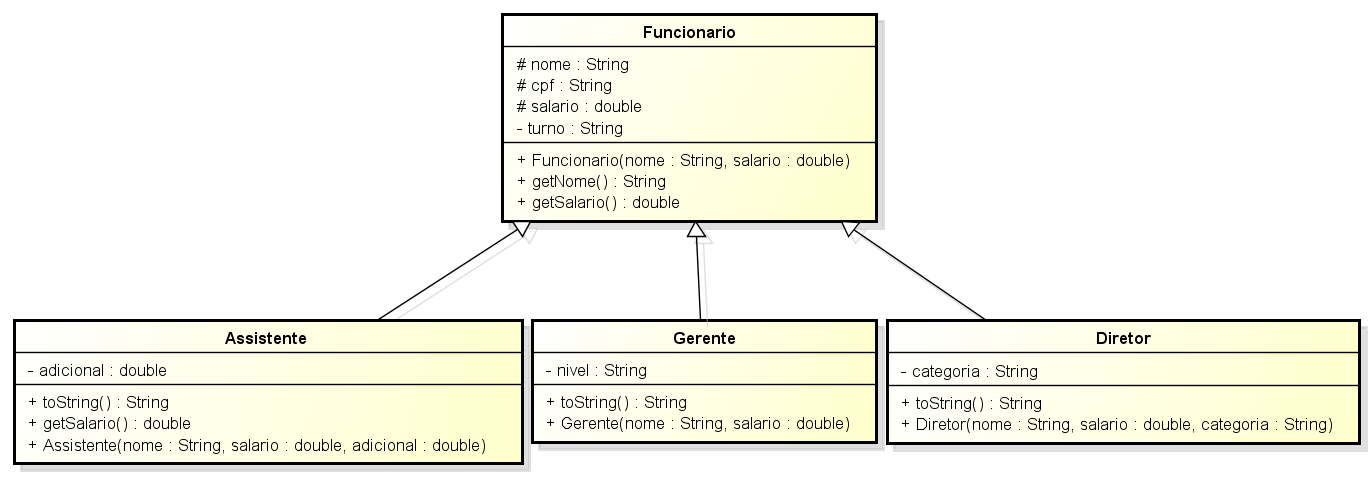 Funcionario
# nome : String
# cpf : String
# salario : double
- turno : String
+ Funcionario(nome : String, salario : double)
+ getNome() : String
+ getSalario() : double
Assistente
- adicional : double
+ toString() : String
+ getSalario() : double
+ Assistente(nome : String, salario : double, adicional : double)
Gerente
- nivel : String
+ toString() : String
+ Gerente(nome : String, salario : double)
Diretor
- categoria : String
+ toString() : String
+ Diretor(nome : String, salario : double, categoria : String)